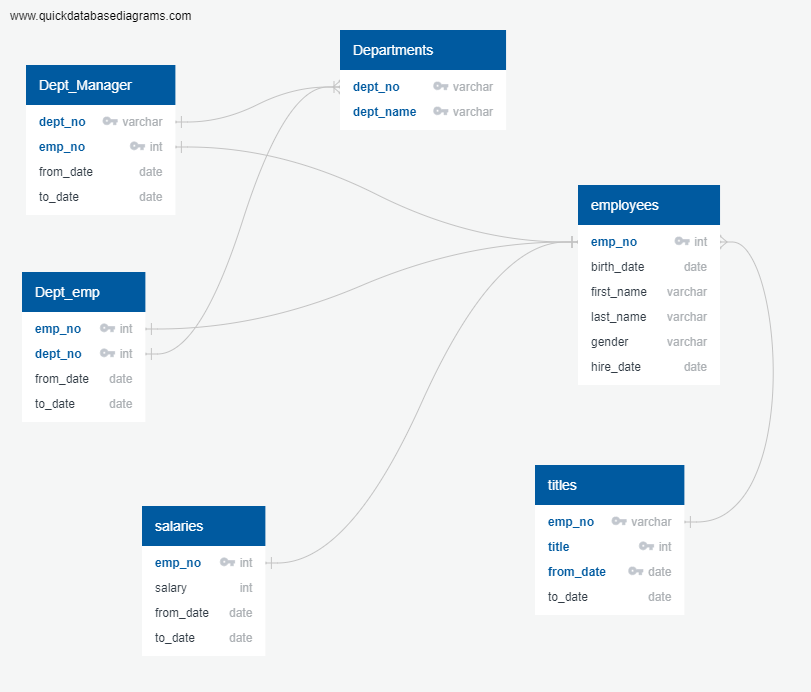 www.quickdatabasediagrams.com
Departments
dept_no varchar
dept_name varchar
Dept_Manager
dept_no varchar
emp_no int
from_date date
to_date date
employees
emp_no int
birth_date date
first_name varchar
last_name varchar
gender varchar
hire_date date
Dept_emp
emp_no int
dept_no int
from_date date
to_date date
titles
emp_no varchar
title int
from_date date
to_date date
salaries
emp_no int
salary int
from_date date
to_date date